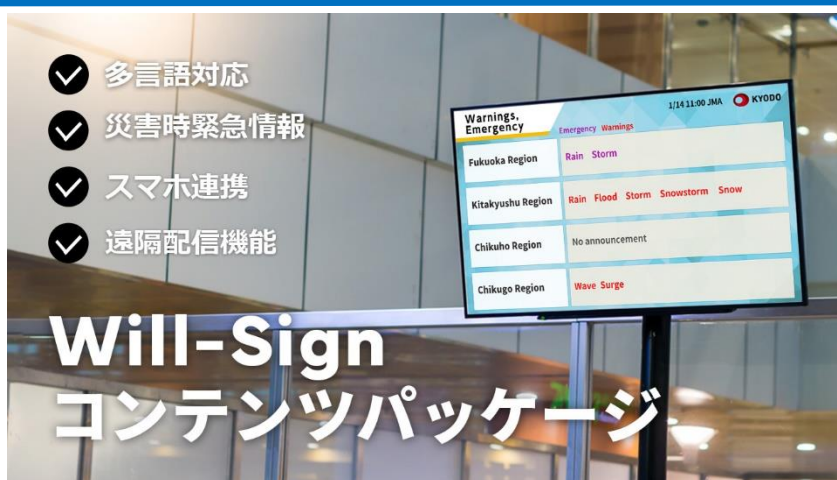 多言語対応
災害時緊急情報
スマホ連携
遠隔配信機能
Warnings,
Emergency
Emergency Warnings
1/14 11:00 JMA KYODO
Fukuoka Region
Rain Storm
Kitakyushu Region
Rain Flood Storm Snowstorm Snow
Chikuho Region
No announcement
Chikugo Region
Wave Surge
Will-Sign
コンテンツパッケージ